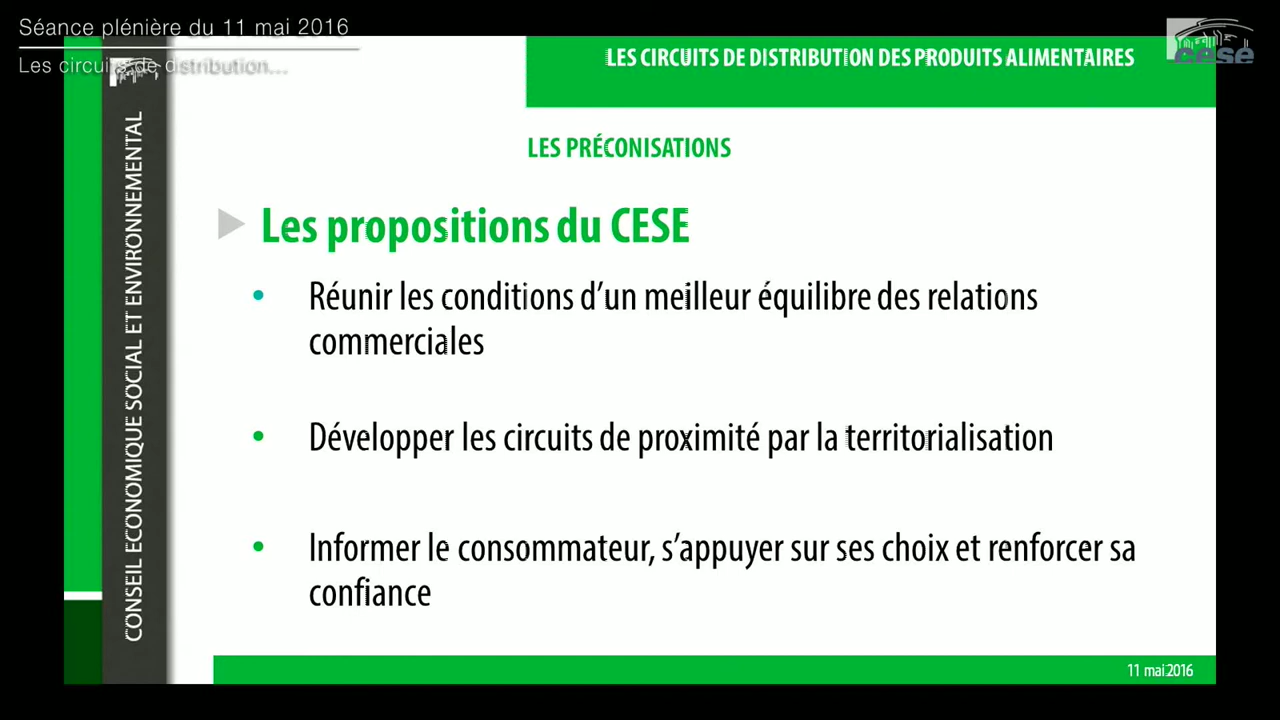 Séance plénière du 11 mai 2016
Les circuits de distribution...
cese
LES CIRCUITS DE DISTRIBUTION DES PRODUITS ALIMENTAIRES
CONSEIL ECONOMIQUE SOCIAL ET ENVIRONNEMENTAL
LES PRÉCONISATIONS
Les propositions du CESE
• Réunir les conditions d’un meilleur équilibre des relations
commerciales
• Développer les circuits de proximité par la territorialisation
• Informer le consommateur, s’appuyer sur ses choix et renforcer sa
confiance
11 mai 2016